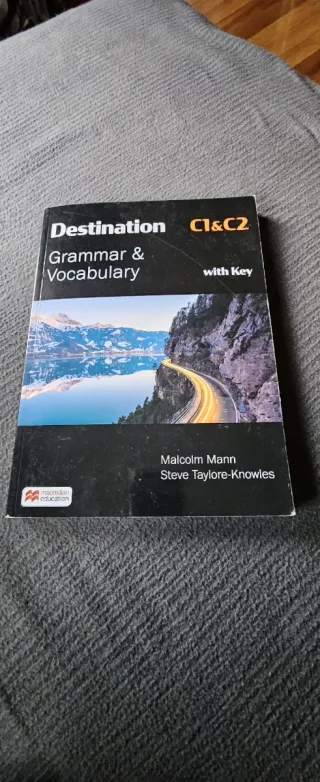 Destination C1&C2
Grammar &
Vocabulary
with Key
Malcolm Mann
Steve Taylore-Knowles
macmillan
education